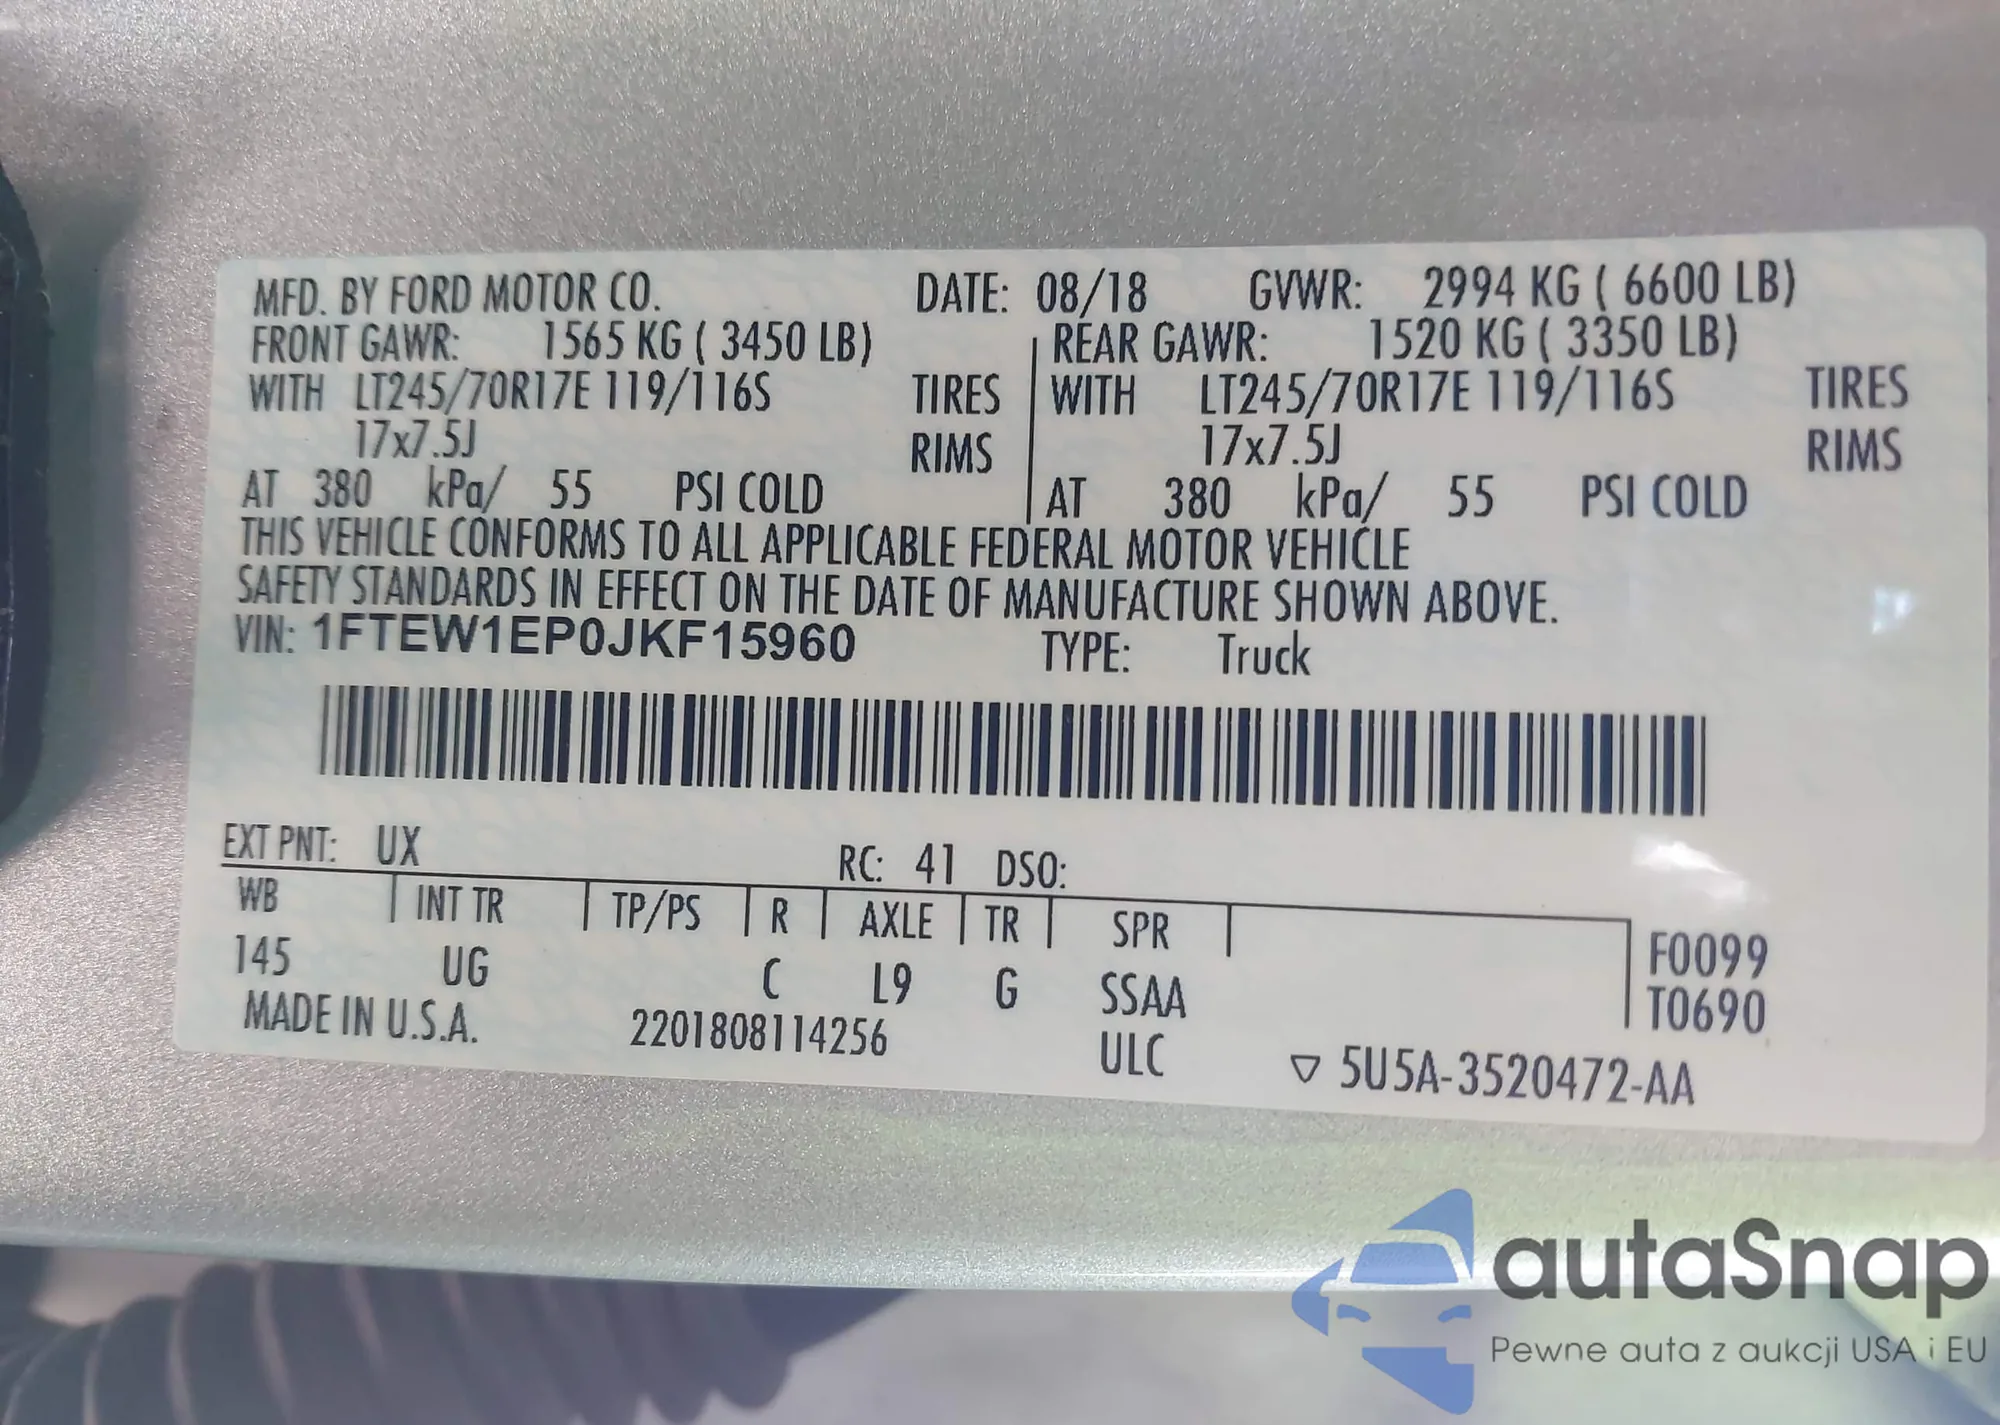 MFD. BY FORD MOTOR CO. DATE: 08/18 GVWR: 2994 KG ( 6600 LB)
FRONT GAWR: 1565 KG ( 3450 LB) REAR GAWR: 1520 KG ( 3350 LB)
WITH LT245/70R17E 119/116S TIRES WITH LT245/70R17E 119/116S TIRES
17x7.5J RIMS 17x7.5J RIMS
AT 380 kPa/ 55 PSI COLD AT 380 kPa/ 55 PSI COLD
THIS VEHICLE CONFORMS TO ALL APPLICABLE FEDERAL MOTOR VEHICLE
SAFETY STANDARDS IN EFFECT ON THE DATE OF MANUFACTURE SHOWN ABOVE.
VIN: 1FTEW1EP0JKF15960 TYPE: Truck
EXT PNT: UX RC: 41 DSO:
WB INT TR TP/PS R AXLE TR SPR F0099
145 UG C L9 G SSAA T0690
MADE IN U.S.A. 2201808114256 ULC ▽ 5U5A-3520472-AA
autaSnap
Pewne auta z aukcji USA i EU